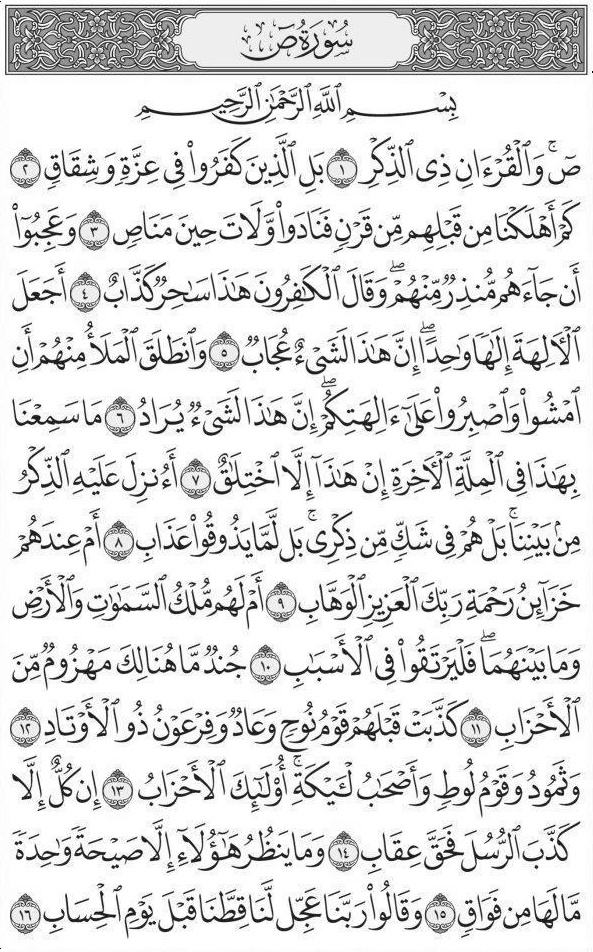 سُورَةُ صٓ
بِسۡمِ ٱللَّهِ ٱلرَّحۡمَٰنِ ٱلرَّحِيمِ
صٓۚ وَٱلۡقُرۡءَانِ ذِي ٱلذِّكۡرِ ١ بَلِ ٱلَّذِينَ كَفَرُواْ فِي عِزَّةٖ وَشِقَاقٖ ٢
كَمۡ أَهۡلَكۡنَا مِن قَبۡلِهِم مِّن قَرۡنٖ فَنَادَواْ وَّلَاتَ حِينَ مَنَاصٖ ٣ وَعَجِبُوٓاْ
أَن جَآءَهُم مُّنذِرٞ مِّنۡهُمۡۖ وَقَالَ ٱلۡكَٰفِرُونَ هَٰذَا سَٰحِرٞ كَذَّابٌ ٤ أَجَعَلَ
ٱلۡأٓلِهَةَ إِلَٰهٗا وَٰحِدًاۖ إِنَّ هَٰذَا لَشَيۡءٌ عُجَابٞ ٥ وَٱنطَلَقَ ٱلۡمَلَأُ مِنۡهُمۡ أَنِ
ٱمۡشُواْ وَٱصۡبِرُواْ عَلَىٰٓ ءَالِهَتِكُمۡۖ إِنَّ هَٰذَا لَشَيۡءٞ يُرَادُ ٦ مَا سَمِعۡنَا
بِهَٰذَا فِي ٱلۡمِلَّةِ ٱلۡأٓخِرَةِ إِنۡ هَٰذَآ إِلَّا ٱخۡتِلَٰقٌ ٧ أَءُنزِلَ عَلَيۡهِ ٱلذِّكۡرُ
مِنۢ بَيۡنِنَاۚ بَلۡ هُمۡ فِي شَكّٖ مِّن ذِكۡرِيۚ بَل لَّمَّا يَذُوقُواْ عَذَابِ ٨ أَمۡ عِندَهُمۡ
خَزَآئِنُ رَحۡمَةِ رَبِّكَ ٱلۡعَزِيزِ ٱلۡوَهَّابِ ٩ أَمۡ لَهُم مُّلۡكُ ٱلسَّمَٰوَٰتِ وَٱلۡأَرۡضِ
وَمَا بَيۡنَهُمَاۖ فَلۡيَرۡتَقُواْ فِي ٱلۡأَسۡبَٰبِ ١٠ جُندٞ مَّا هُنَالِكَ مَهۡزُومٞ مِّنَ
ٱلۡأَحۡزَابِ ١١ كَذَّبَتۡ قَبۡلَهُمۡ قَوۡمُ نُوحٖ وَعَادٞ وَفِرۡعَوۡنُ ذُو ٱلۡأَوۡتَادِ ١٢
وَثَمُودُ وَقَوۡمُ لُوطٖ وَأَصۡحَٰبُ لۡـَٔيۡكَةِۚ أُوْلَٰٓئِكَ ٱلۡأَحۡزَابُ ١٣ إِن كُلٌّ إِلَّا
كَذَّبَ ٱلرُّسُلَ فَحَقَّ عِقَابِ ١٤ وَمَا يَنظُرُ هَٰٓؤُلَآءِ إِلَّا صَيۡحَةٗ وَٰحِدَةٗ
مَّا لَهَا مِن فَوَاقٖ ١٥ وَقَالُواْ رَبَّنَا عَجِّل لَّنَا قِطَّنَا قَبۡلَ يَوۡمِ ٱلۡحِسَابِ ١٦